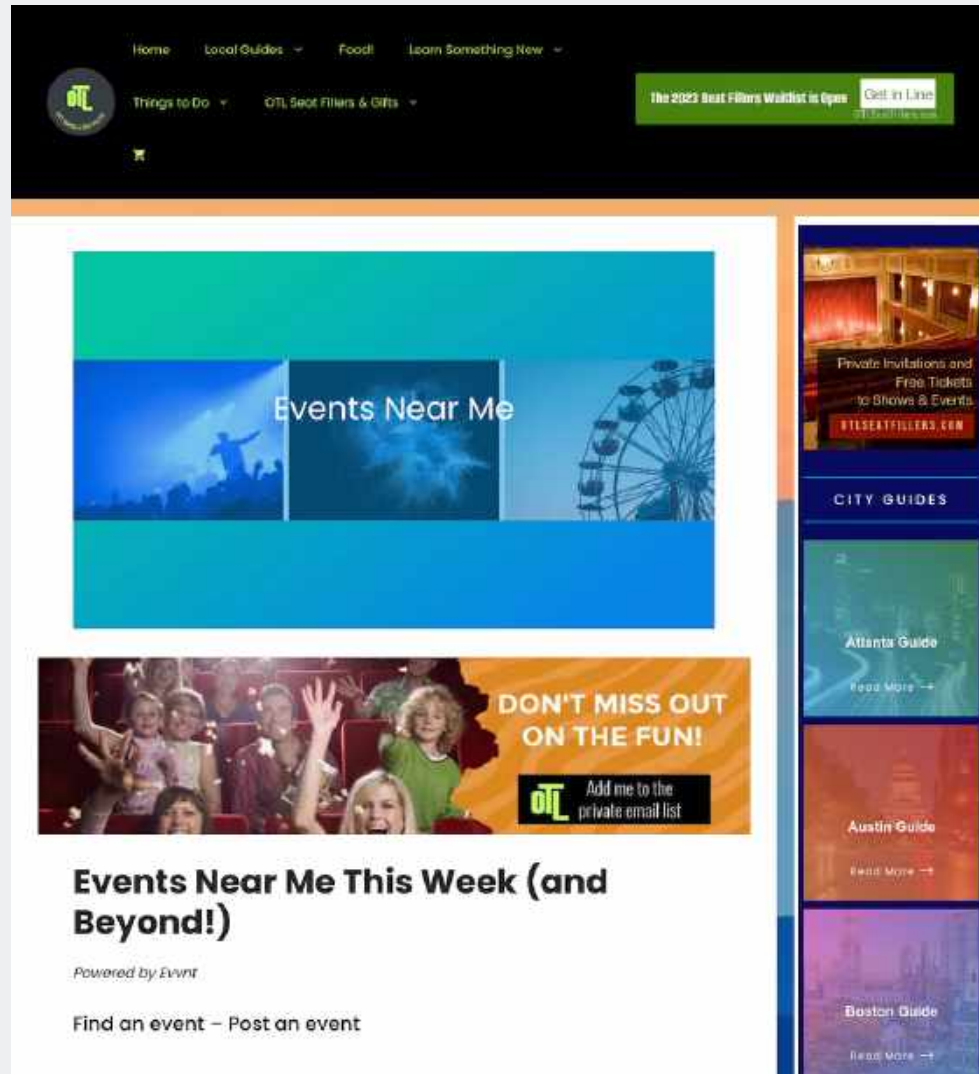 Home Local Guides Food! Learn Something New
OTL
Things to Do OTL Seat Fillers & Gifts
The 2023 Seat Fillers Waitlist is Open Get in Line
OTLSeatFillers.com
Events Near Me
Private Invitations and
Free Tickets
to Shows & Events
OTLSEATFILLERS.COM
CITY GUIDES
Atlanta Guide
Read More →
DON'T MISS OUT
ON THE FUN!
OTL Add me to the
private email list
Austin Guide
Read More →
Events Near Me This Week (and
Beyond!)
Powered by Evvnt
Find an event – Post an event
Boston Guide
Read More →